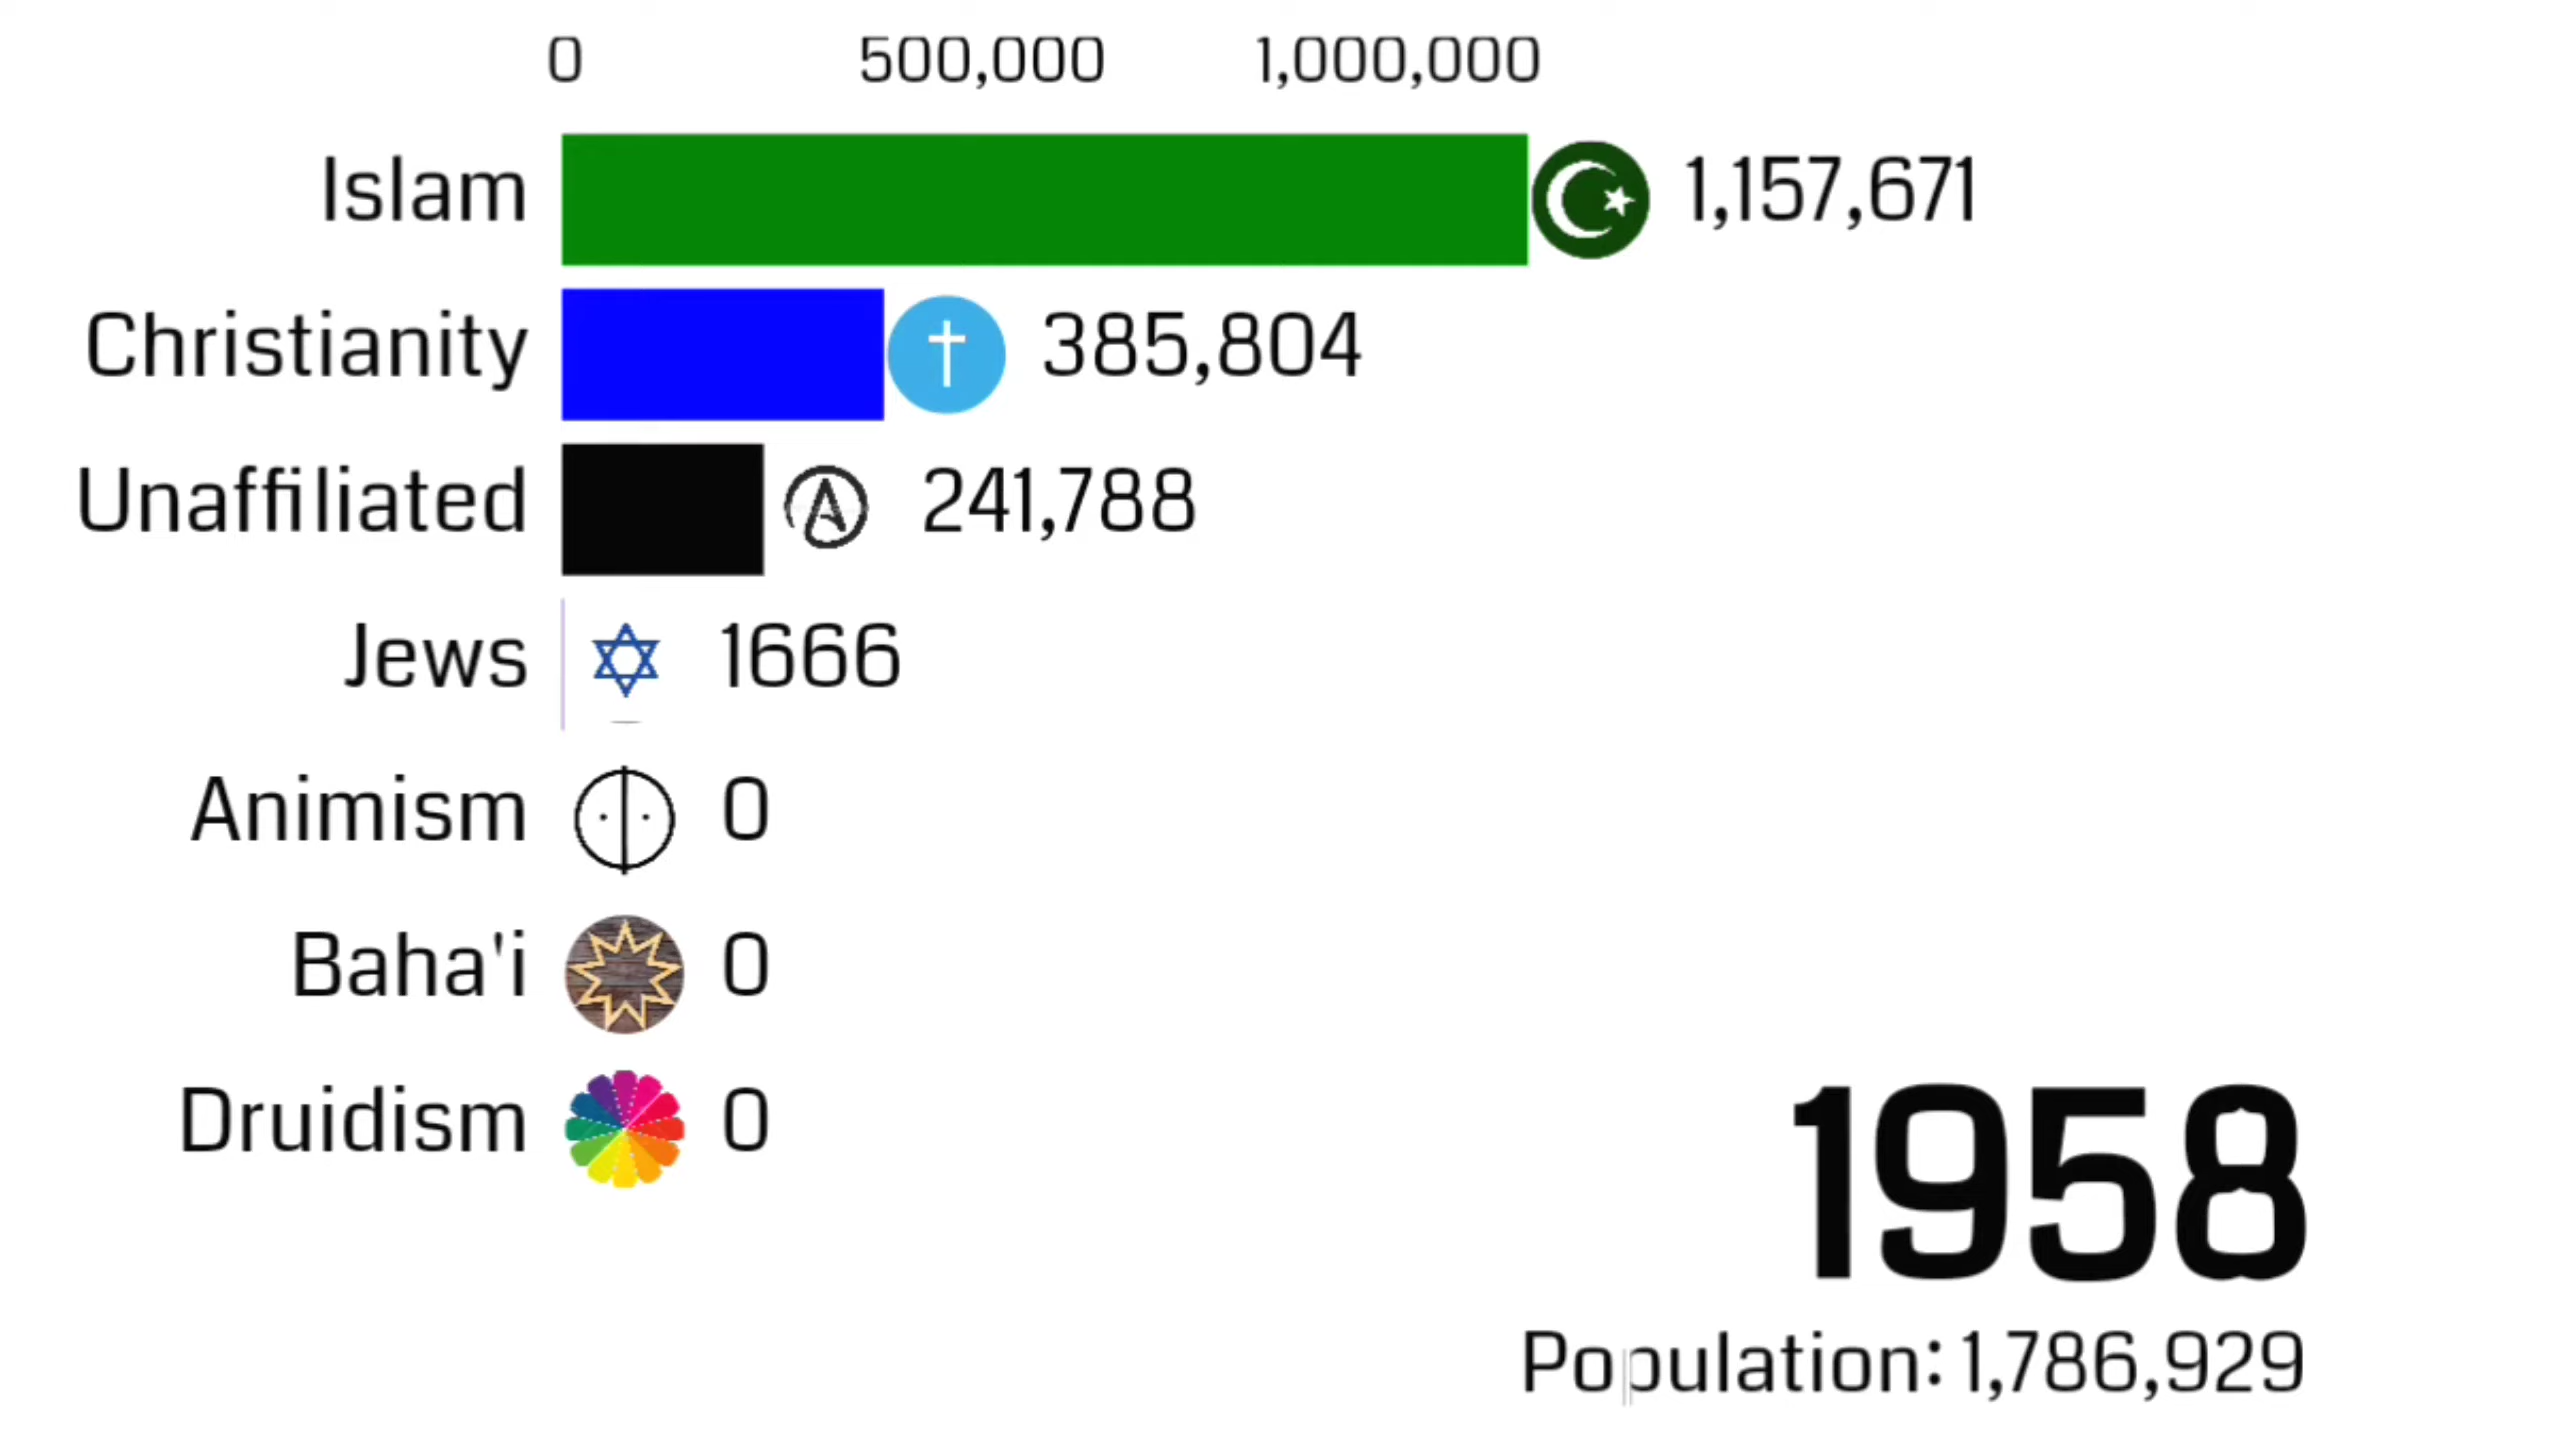 0 500,000 1,000,000
Islam 1,157,671
Christianity 385,804
Unaffiliated 241,788
Jews 1666
Animism 0
Baha'i 0
Druidism 0
1958
Population: 1,786,929